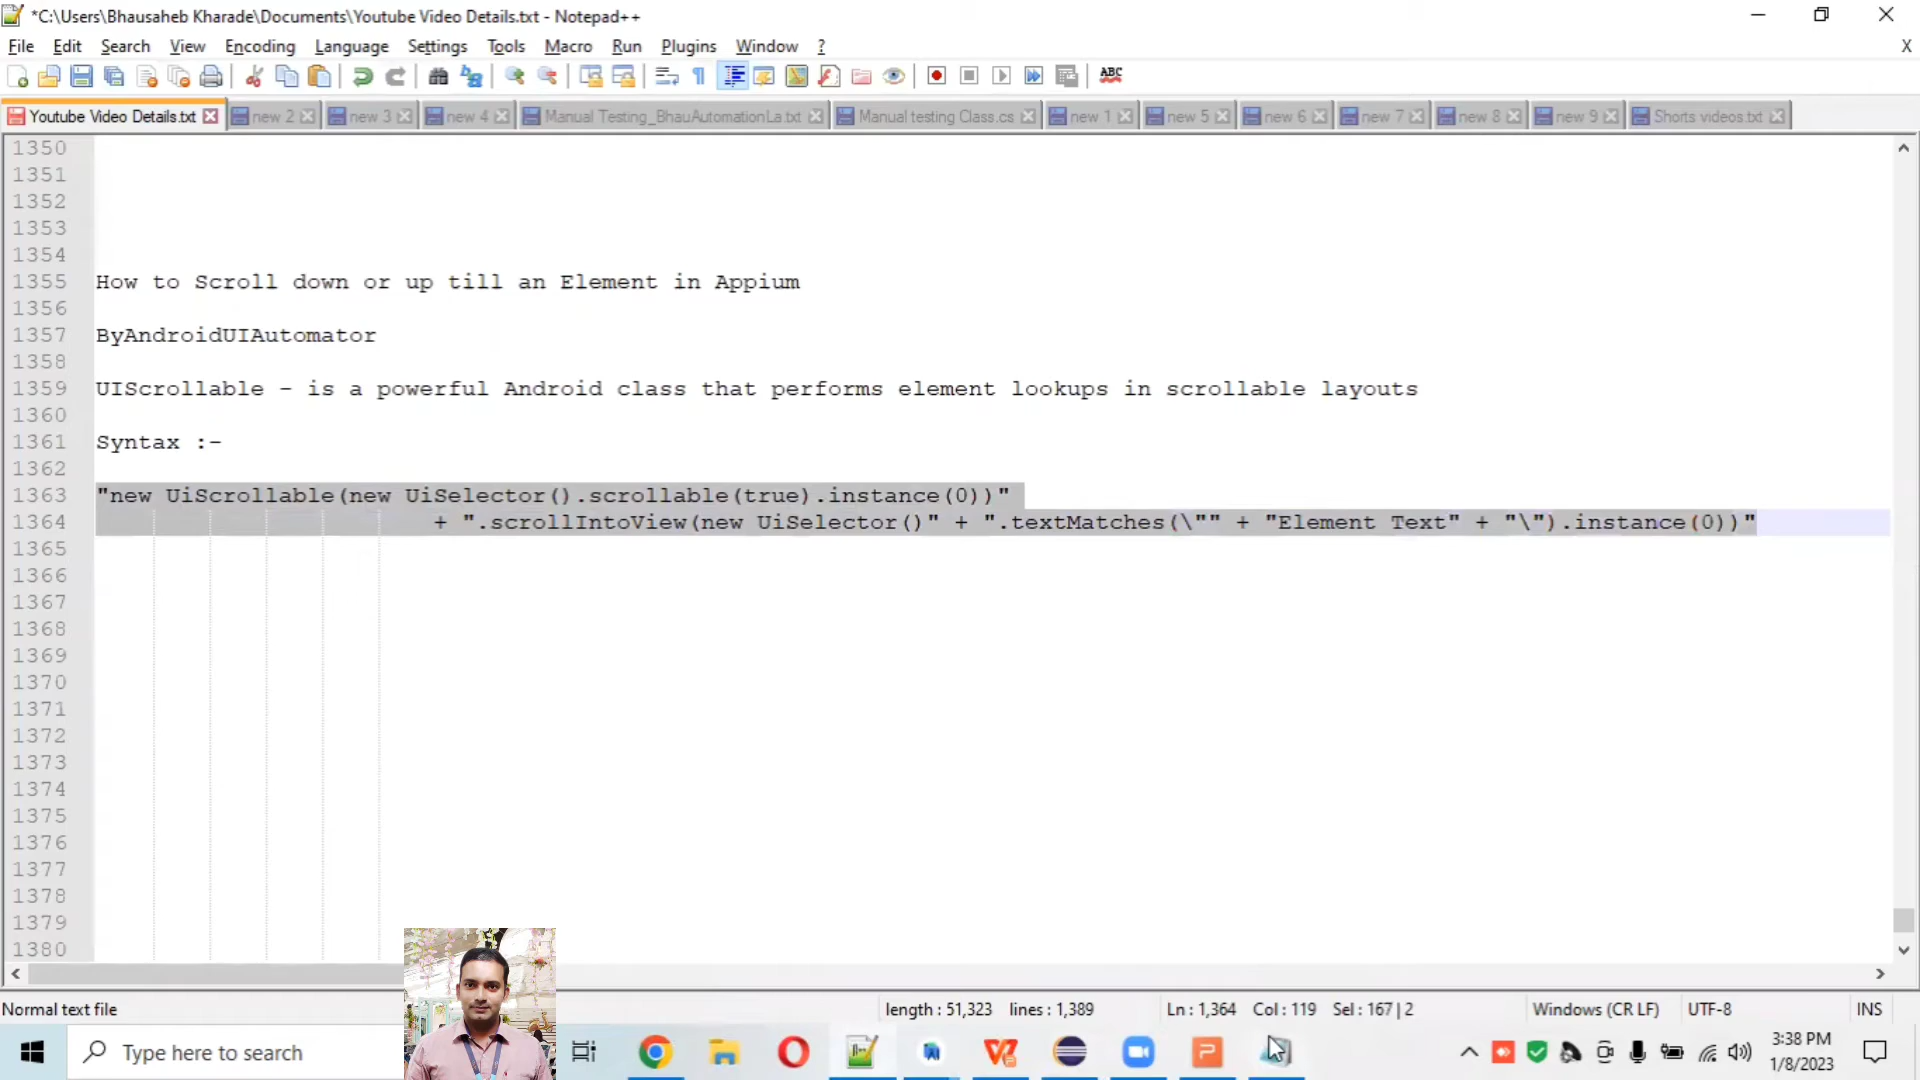 *C:\Users\Bhausaheb Kharade\Documents\Youtube Video Details.txt - Notepad++
File Edit Search View Encoding Language Settings Tools Macro Run Plugins Window ? X
ABC
Youtube Video Details.txt new 2 new 3 new 4 Manual Testing_BhauAutomationLa.txt Manual testing Class.cs new 1 new 5 new 6 new 7 new 8 new 9 Shorts videos.txt
1350
1351
1352
1353
1354
1355 How to Scroll down or up till an Element in Appium
1356
1357 ByAndroidUIAutomator
1358
1359 UIScrollable - is a powerful Android class that performs element lookups in scrollable layouts
1360
1361 Syntax :-
1362
1363 "new UiScrollable(new UiSelector().scrollable(true).instance(0))"
1364 + ".scrollIntoView(new UiSelector()" + ".textMatches(\"" + "Element Text" + "\").instance(0))"
1365
1366
1367
1368
1369
1370
1371
1372
1373
1374
1375
1376
1377
1378
1379
1380
Normal text file length : 51,323 lines : 1,389 Ln : 1,364 Col : 119 Sel : 167 | 2 Windows (CR LF) UTF-8 INS
Type here to search 3:38 PM
1/8/2023